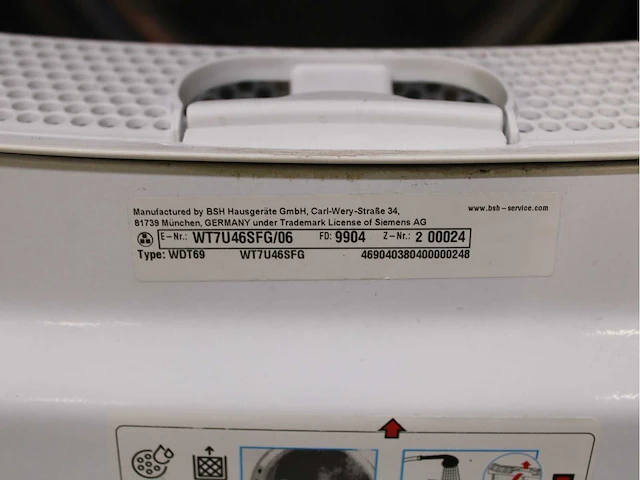 Manufactured by BSH Hausgeräte GmbH, Carl-Wery-Straße 34, www.bsh-service.com
81739 München, GERMANY under Trademark License of Siemens AG
E-Nr.: WT7U46SFG/06 FD: 9904 Z-Nr.: 2 00024
Type: WDT69 WT7U46SFG 469040380400000248